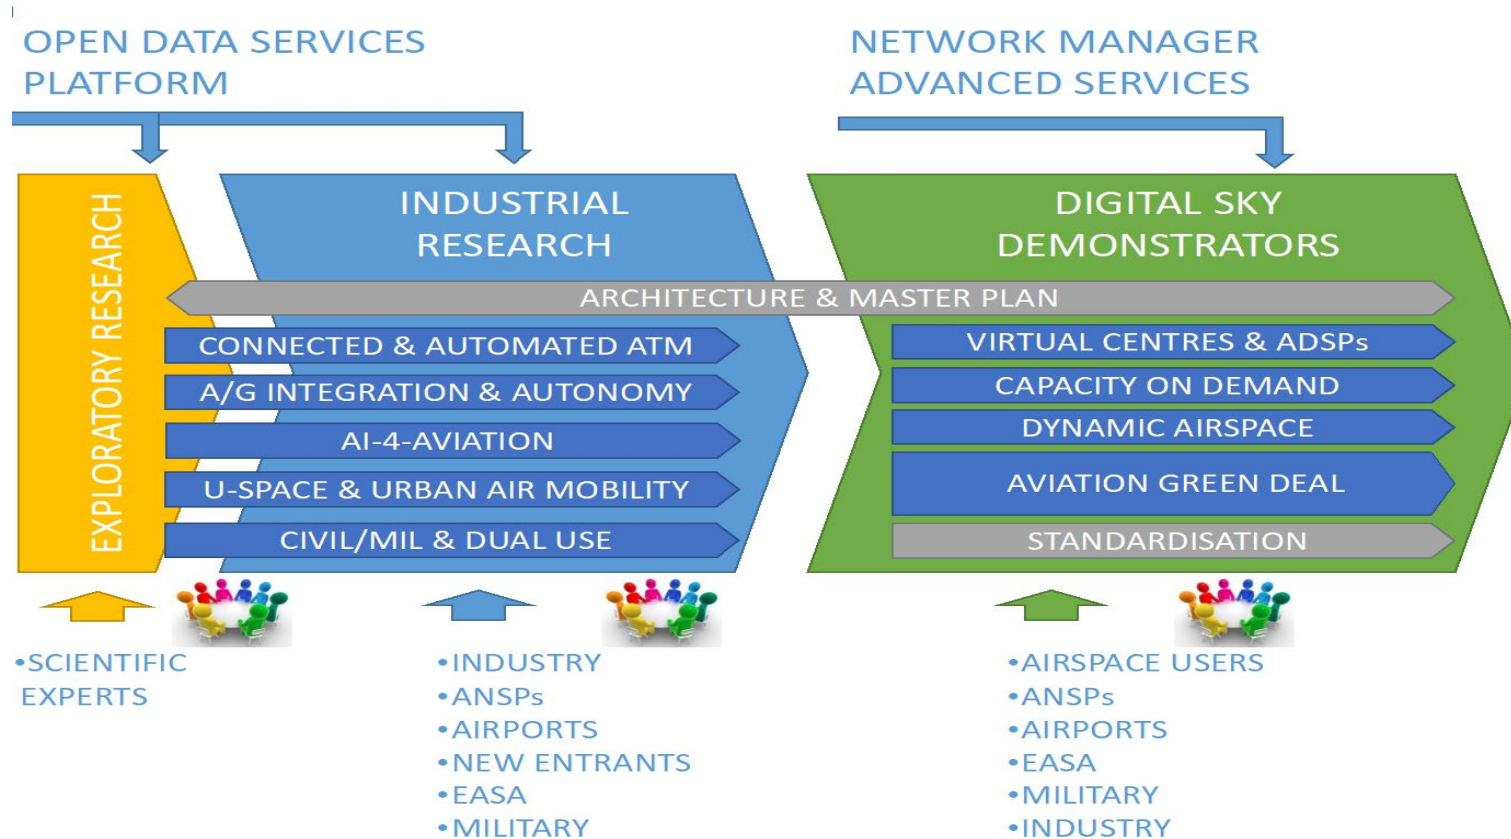 OPEN DATA SERVICES
PLATFORM
NETWORK MANAGER
ADVANCED SERVICES
EXPLORATORY RESEARCH
INDUSTRIAL
RESEARCH
DIGITAL SKY
DEMONSTRATORS
ARCHITECTURE & MASTER PLAN
CONNECTED & AUTOMATED ATM
A/G INTEGRATION & AUTONOMY
AI-4-AVIATION
U-SPACE & URBAN AIR MOBILITY
CIVIL/MIL & DUAL USE
VIRTUAL CENTRES & ADSPs
CAPACITY ON DEMAND
DYNAMIC AIRSPACE
AVIATION GREEN DEAL
STANDARDISATION
•SCIENTIFIC
EXPERTS
•INDUSTRY
•ANSPs
•AIRPORTS
•NEW ENTRANTS
•EASA
•MILITARY
•AIRSPACE USERS
•ANSPs
•AIRPORTS
•EASA
•MILITARY
•INDUSTRY